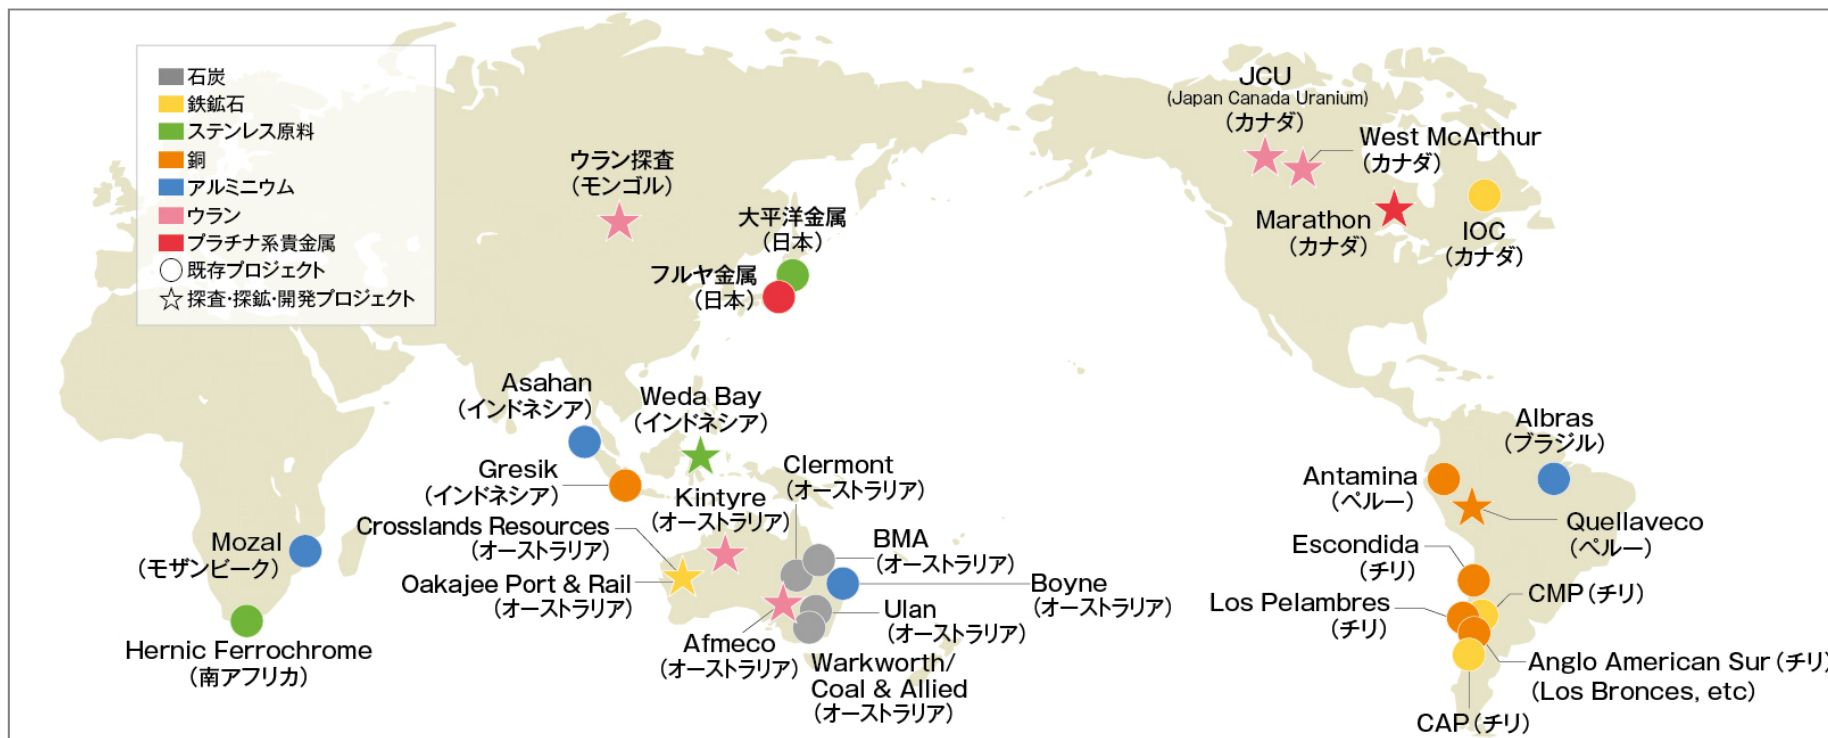 石炭
鉄鉱石
ステンレス原料
銅
アルミニウム
ウラン
プラチナ系貴金属
既存プロジェクト
探査・探鉱・開発プロジェクト
ウラン探査
（モンゴル）
大平洋金属
（日本）
フルヤ金属
（日本）
JCU
(Japan Canada Uranium)
（カナダ）
West McArthur
（カナダ）
Marathon
（カナダ）
IOC
（カナダ）
Asahan
（インドネシア）
Weda Bay
（インドネシア）
Gresik
（インドネシア）
Clermont
（オーストラリア）
Kintyre
（オーストラリア）
Crosslands Resources
（オーストラリア）
Oakajee Port & Rail
（オーストラリア）
BMA
（オーストラリア）
Boyne
（オーストラリア）
Ulan
（オーストラリア）
Afmeco
（オーストラリア）
Warkworth/
Coal & Allied
（オーストラリア）
Mozal
（モザンビーク）
Hernic Ferrochrome
（南アフリカ）
Albras
（ブラジル）
Antamina
（ペルー）
Quellaveco
（ペルー）
Escondida
（チリ）
CMP（チリ）
Los Pelambres
（チリ）
Anglo American Sur（チリ）
（Los Bronces, etc）
CAP（チリ）